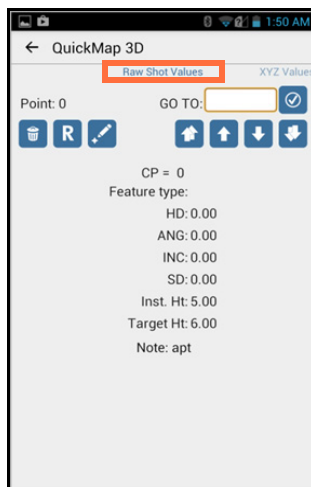 1:50 AM
← QuickMap 3D
Raw Shot Values XYZ Values
Point: 0 GO TO:
R
CP = 0
Feature type:
HD: 0.00
ANG: 0.00
INC: 0.00
SD: 0.00
Inst. Ht: 5.00
Target Ht: 6.00
Note: apt